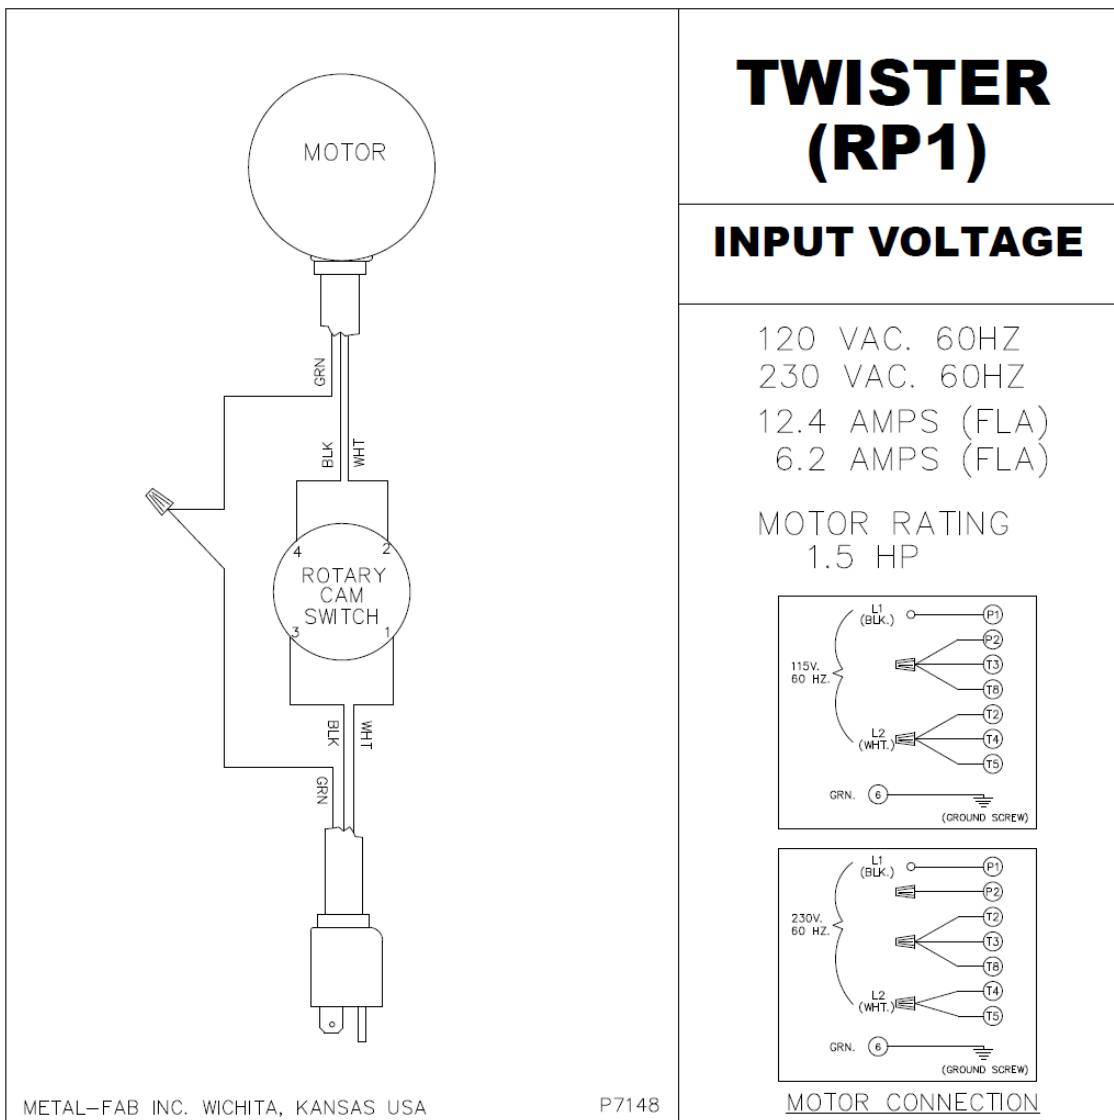 MOTOR
GRN
BLK
WHT
4
2
ROTARY
CAM
SWITCH
3
1
BLK
WHT
GRN
METAL-FAB INC. WICHITA, KANSAS USA
P7148
TWISTER
(RP1)
INPUT VOLTAGE
120 VAC. 60HZ
230 VAC. 60HZ
12.4 AMPS (FLA)
6.2 AMPS (FLA)
MOTOR RATING
1.5 HP
L1
(BLK.)
P1
P2
115V.
60 HZ.
T3
T8
T2
L2
(WHT.)
T4
T5
GRN.
6
(GROUND SCREW)
L1
(BLK.)
P1
P2
230V.
60 HZ.
T2
T3
T8
L2
(WHT.)
T4
T5
GRN.
6
(GROUND SCREW)
MOTOR CONNECTION